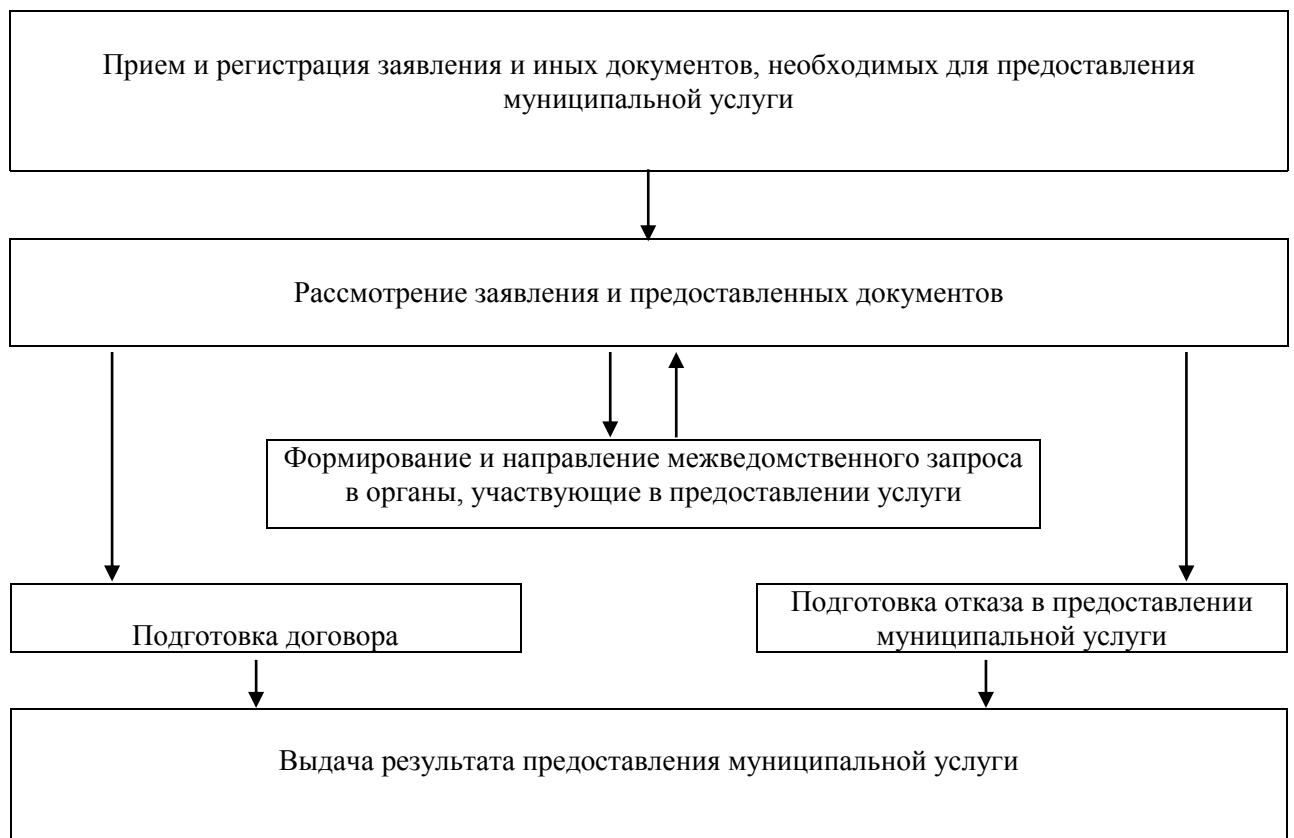 Прием и регистрация заявления и иных документов, необходимых для предоставления
муниципальной услуги
Рассмотрение заявления и предоставленных документов
Формирование и направление межведомственного запроса
в органы, участвующие в предоставлении услуги
Подготовка договора
Подготовка отказа в предоставлении
муниципальной услуги
Выдача результата предоставления муниципальной услуги